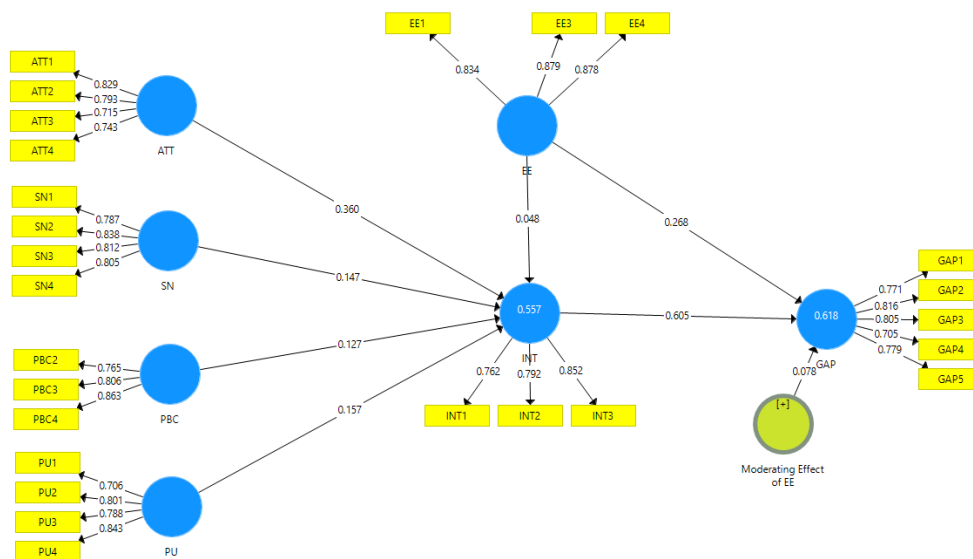 EE1
EE3
EE4
0.834
0.879
0.878
EE
ATT1
ATT2
ATT3
ATT4
0.829
0.793
0.715
0.743
ATT
SN1
SN2
SN3
SN4
0.787
0.838
0.812
0.805
SN
PBC2
PBC3
PBC4
0.765
0.806
0.863
PBC
PU1
PU2
PU3
PU4
0.706
0.801
0.788
0.843
PU
0.360
0.147
0.127
0.157
0.048
0.268
0.557
INT
0.762
0.792
0.852
INT1
INT2
INT3
0.605
0.618
GAP
0.771
0.816
0.805
0.705
0.779
GAP1
GAP2
GAP3
GAP4
GAP5
0.078
[+]
Moderating Effect
of EE